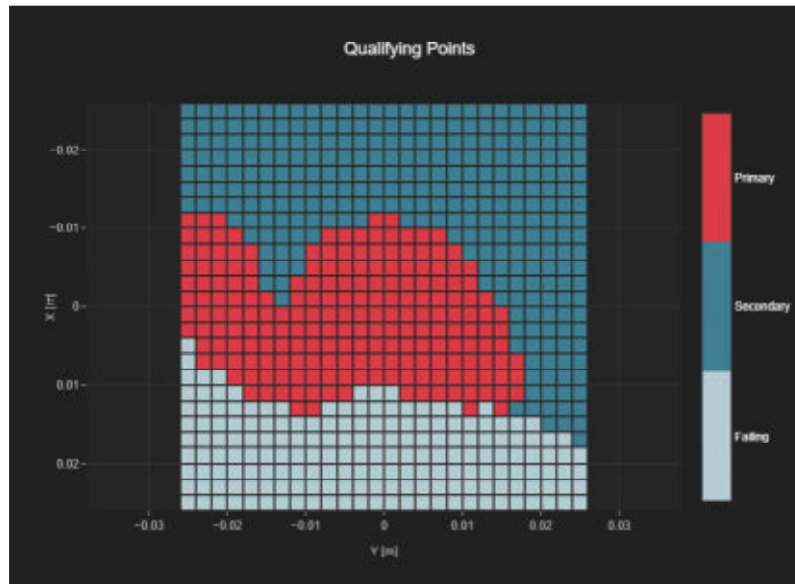 Qualifying Points
Primary
Secondary
Failing
X [m]
−0.02
−0.01
0
0.01
0.02
−0.03
−0.02
−0.01
0
0.01
0.02
0.03
Y [m]